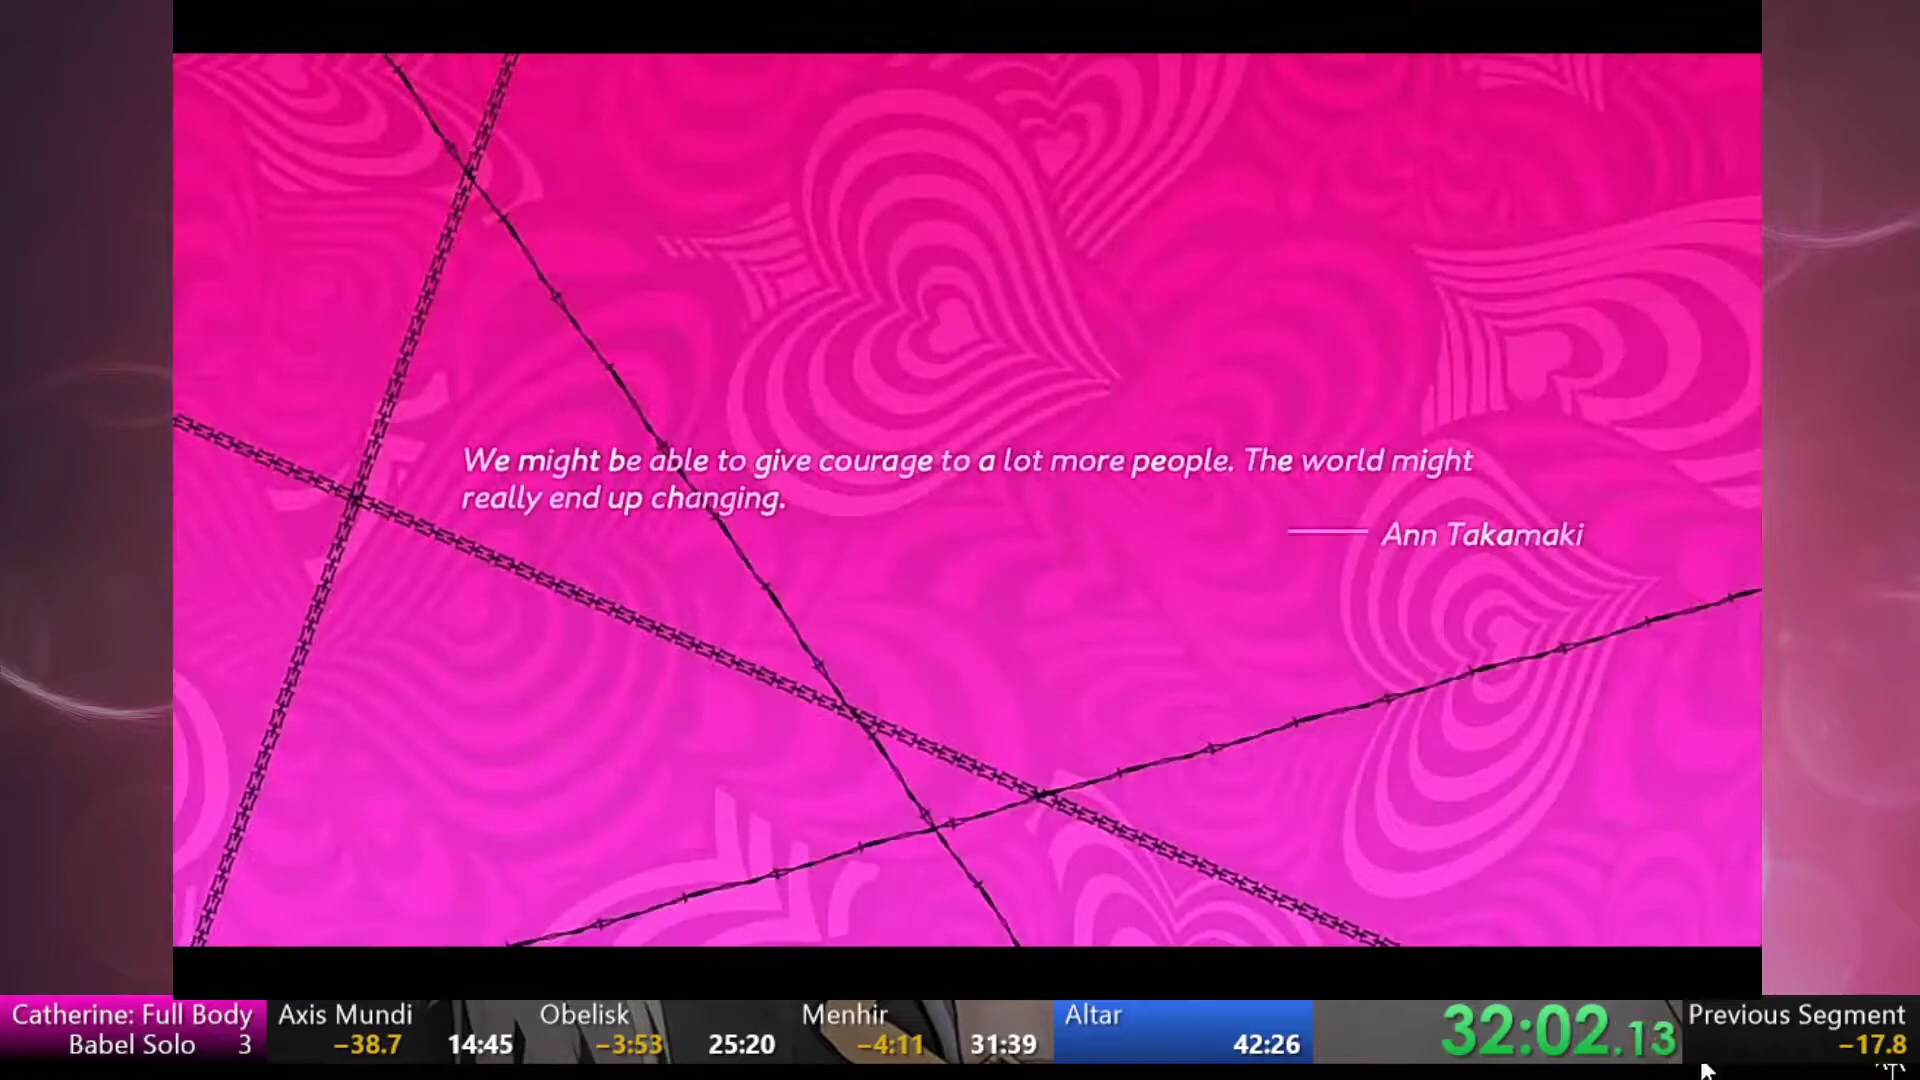 We might be able to give courage to a lot more people. The world might
really end up changing.
Ann Takamaki
Catherine: Full Body
Babel Solo 3
Axis Mundi
−38.7 14:45
Obelisk
−3:53 25:20
Menhir
−4:11 31:39
Altar
42:26
32:02.13
Previous Segment
−17.8